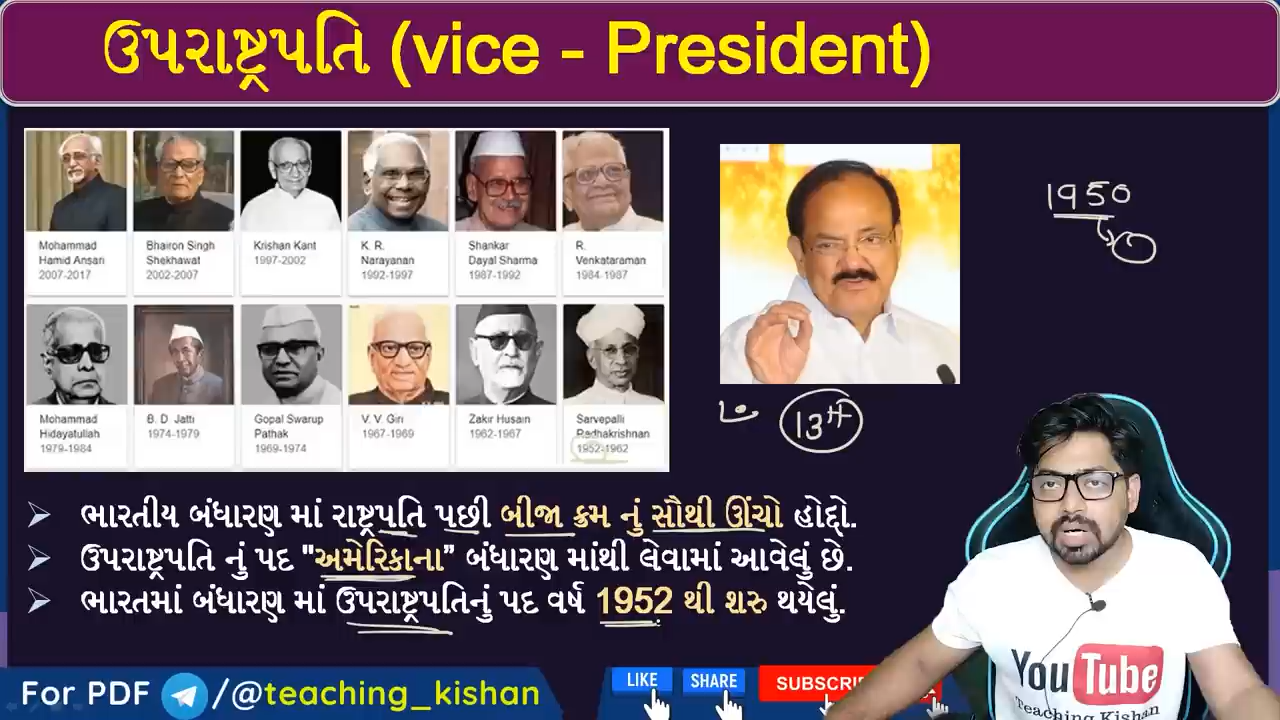 ઉપરાષ્ટ્રપતિ (vice - President)
Mohammad
Hamid Ansari
2007-2017
Bhairon Singh
Shekhawat
2002-2007
Krishan Kant
1997-2002
K. R.
Narayanan
1992-1997
Shankar
Dayal Sharma
1987-1992
R.
Venkataraman
1984-1987
Mohammad
Hidayatullah
1979-1984
B. D. Jatti
1974-1979
Gopal Swarup
Pathak
1969-1974
V. V. Giri
1967-1969
Zakir Husain
1962-1967
Sarvepalli
Radhakrishnan
1952-1962
1950
13મ
ભારતીય બંધારણ માં રાષ્ટ્રપતિ પછી બીજા ક્રમ નું સૌથી ઊંચો હોદ્દો.
ઉપરાષ્ટ્રપતિ નું પદ "અમેરિકાના” બંધારણ માંથી લેવામાં આવેલું છે.
ભારતમાં બંધારણ માં ઉપરાષ્ટ્રપતિનું પદ વર્ષ 1952 થી શરુ થયેલું.
YouTube
Teaching Kishan
For PDF /@teaching_kishan
LIKE
SHARE